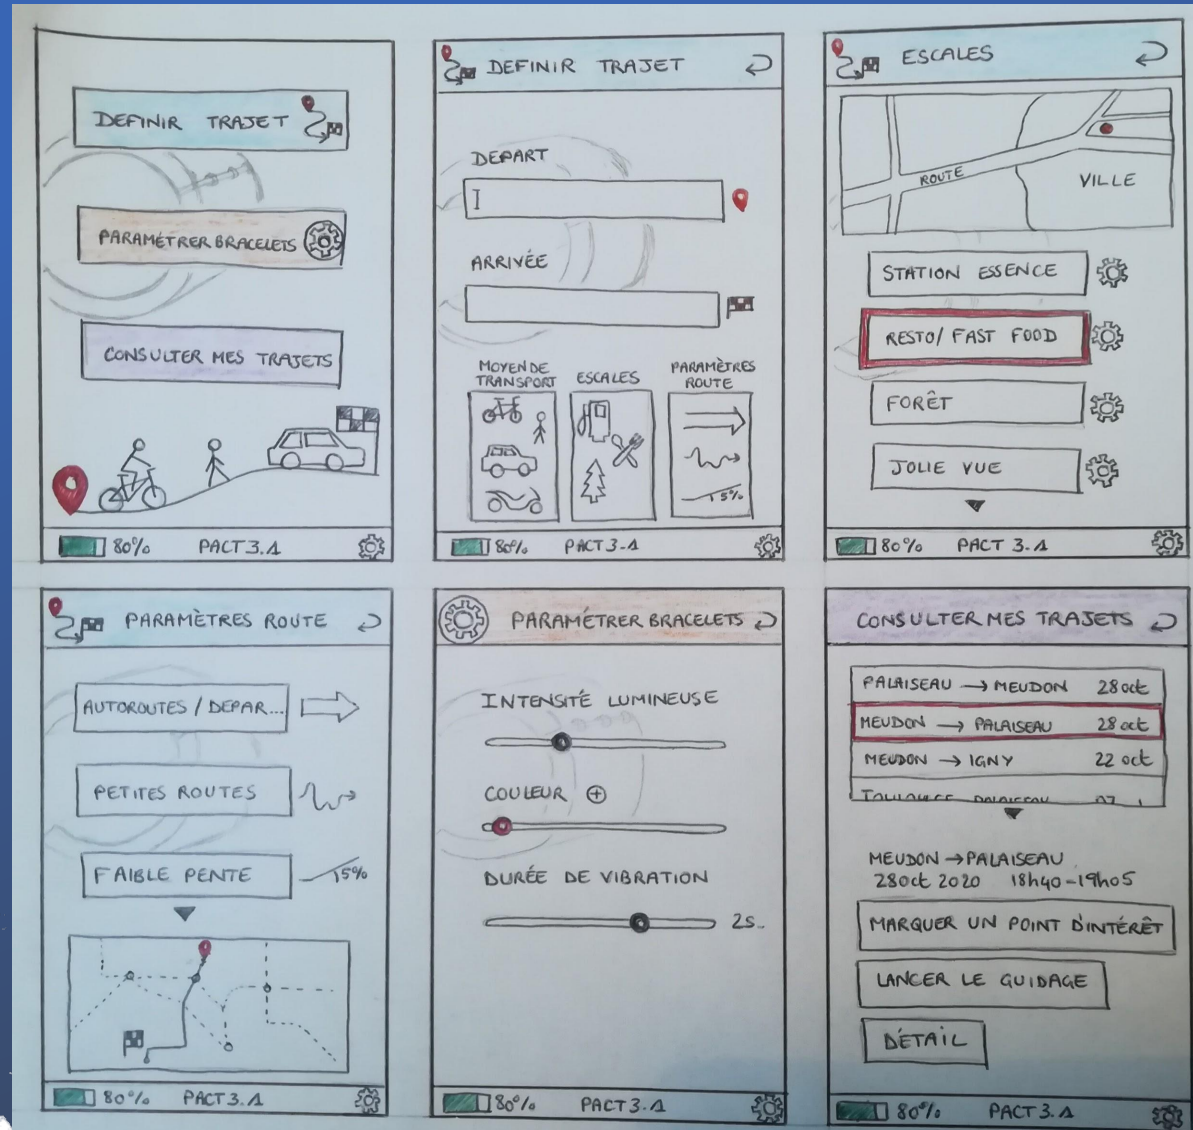 DEFINIR TRAJET
PARAMÉTRER BRACELETS
CONSULTER MES TRAJETS
80% PACT 3.1
DEFINIR TRAJET
DEPART
ARRIVÉE
MOYEN DE
TRANSPORT
ESCALES
PARAMÈTRES
ROUTE
15%
80% PACT 3.1
ESCALES
ROUTE
VILLE
STATION ESSENCE
RESTO/ FAST FOOD
FORÊT
JOLIE VUE
80% PACT 3.1
PARAMÈTRES ROUTE
AUTOROUTES / DEPAR...
PETITES ROUTES
FAIBLE PENTE
15%
80% PACT 3.1
PARAMÉTRER BRACELETS
INTENSITÉ LUMINEUSE
COULEUR
DURÉE DE VIBRATION
2s.
80% PACT 3.1
CONSULTER MES TRAJETS
PALAISEAU → MEUDON 28 oct
MEUDON → PALAISEAU 28 oct
MEUDON → IGNY 22 oct
MEUDON → PALAISEAU
28 oct 2020 18h40-19h05
MARQUER UN POINT D'INTÉRÊT
LANCER LE GUIDAGE
DÉTAIL
80% PACT 3.1